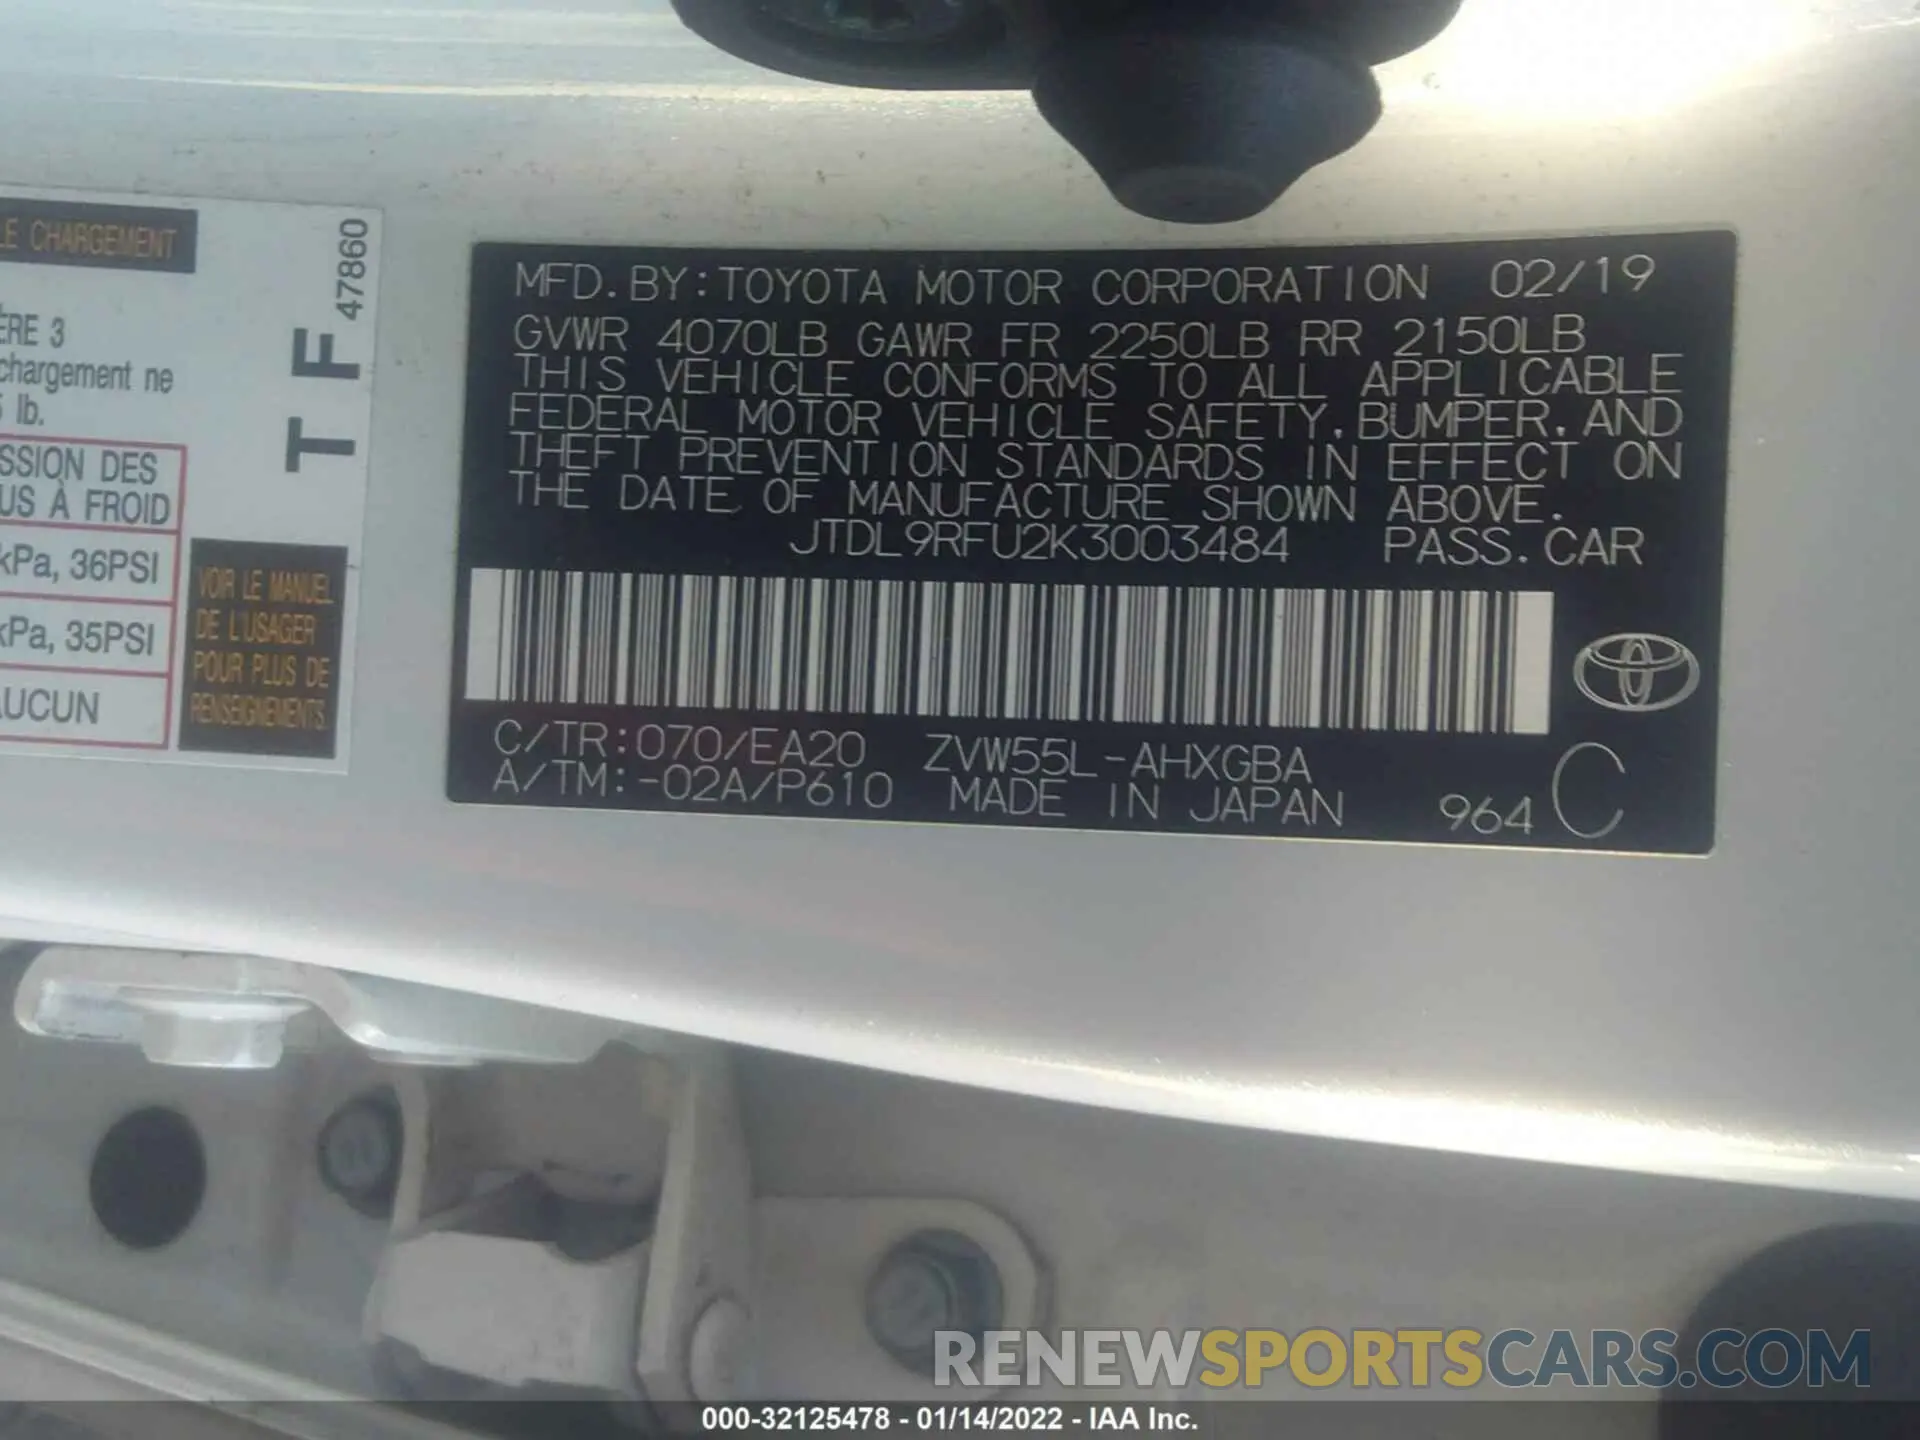 LE CHARGEMENT
47860
T F
ÈRE 3
chargement ne
lb.
SSION DES
US À FROID
kPa, 36PSI
kPa, 35PSI
AUCUN
VOIR LE MANUEL
DE L'USAGER
POUR PLUS DE
RENSEIGNEMENTS
MFD. BY: TOYOTA MOTOR CORPORATION 02/19
GVWR 4070LB GAWR FR 2250LB RR 2150LB
THIS VEHICLE CONFORMS TO ALL APPLICABLE
FEDERAL MOTOR VEHICLE SAFETY, BUMPER, AND
THEFT PREVENTION STANDARDS IN EFFECT ON
THE DATE OF MANUFACTURE SHOWN ABOVE.
JTDL9RFU2K3003484 PASS. CAR
C/TR:070/EA20 ZVW55L-AHXGBA
A/TM:-02A/P610 MADE IN JAPAN 964 C
RENEWSPORTSCARS.COM
000-32125478 - 01/14/2022 - IAA Inc.